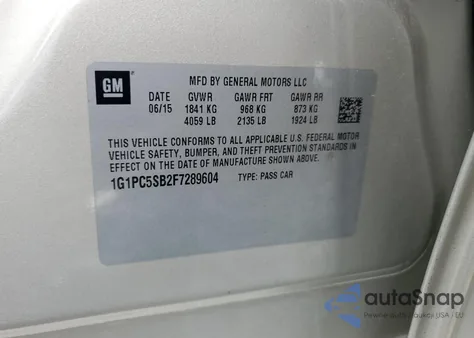 GM
MFD BY GENERAL MOTORS LLC
DATE GVWR GAWR FRT GAWR RR
06/15 1841 KG 968 KG 873 KG
4059 LB 2135 LB 1924 LB
THIS VEHICLE CONFORMS TO ALL APPLICABLE U.S. FEDERAL MOTOR
VEHICLE SAFETY, BUMPER, AND THEFT PREVENTION STANDARDS IN
EFFECT ON THE DATE OF MANUFACTURE SHOWN ABOVE.
1G1PC5SB2F7289604 TYPE: PASS CAR
autoSnap